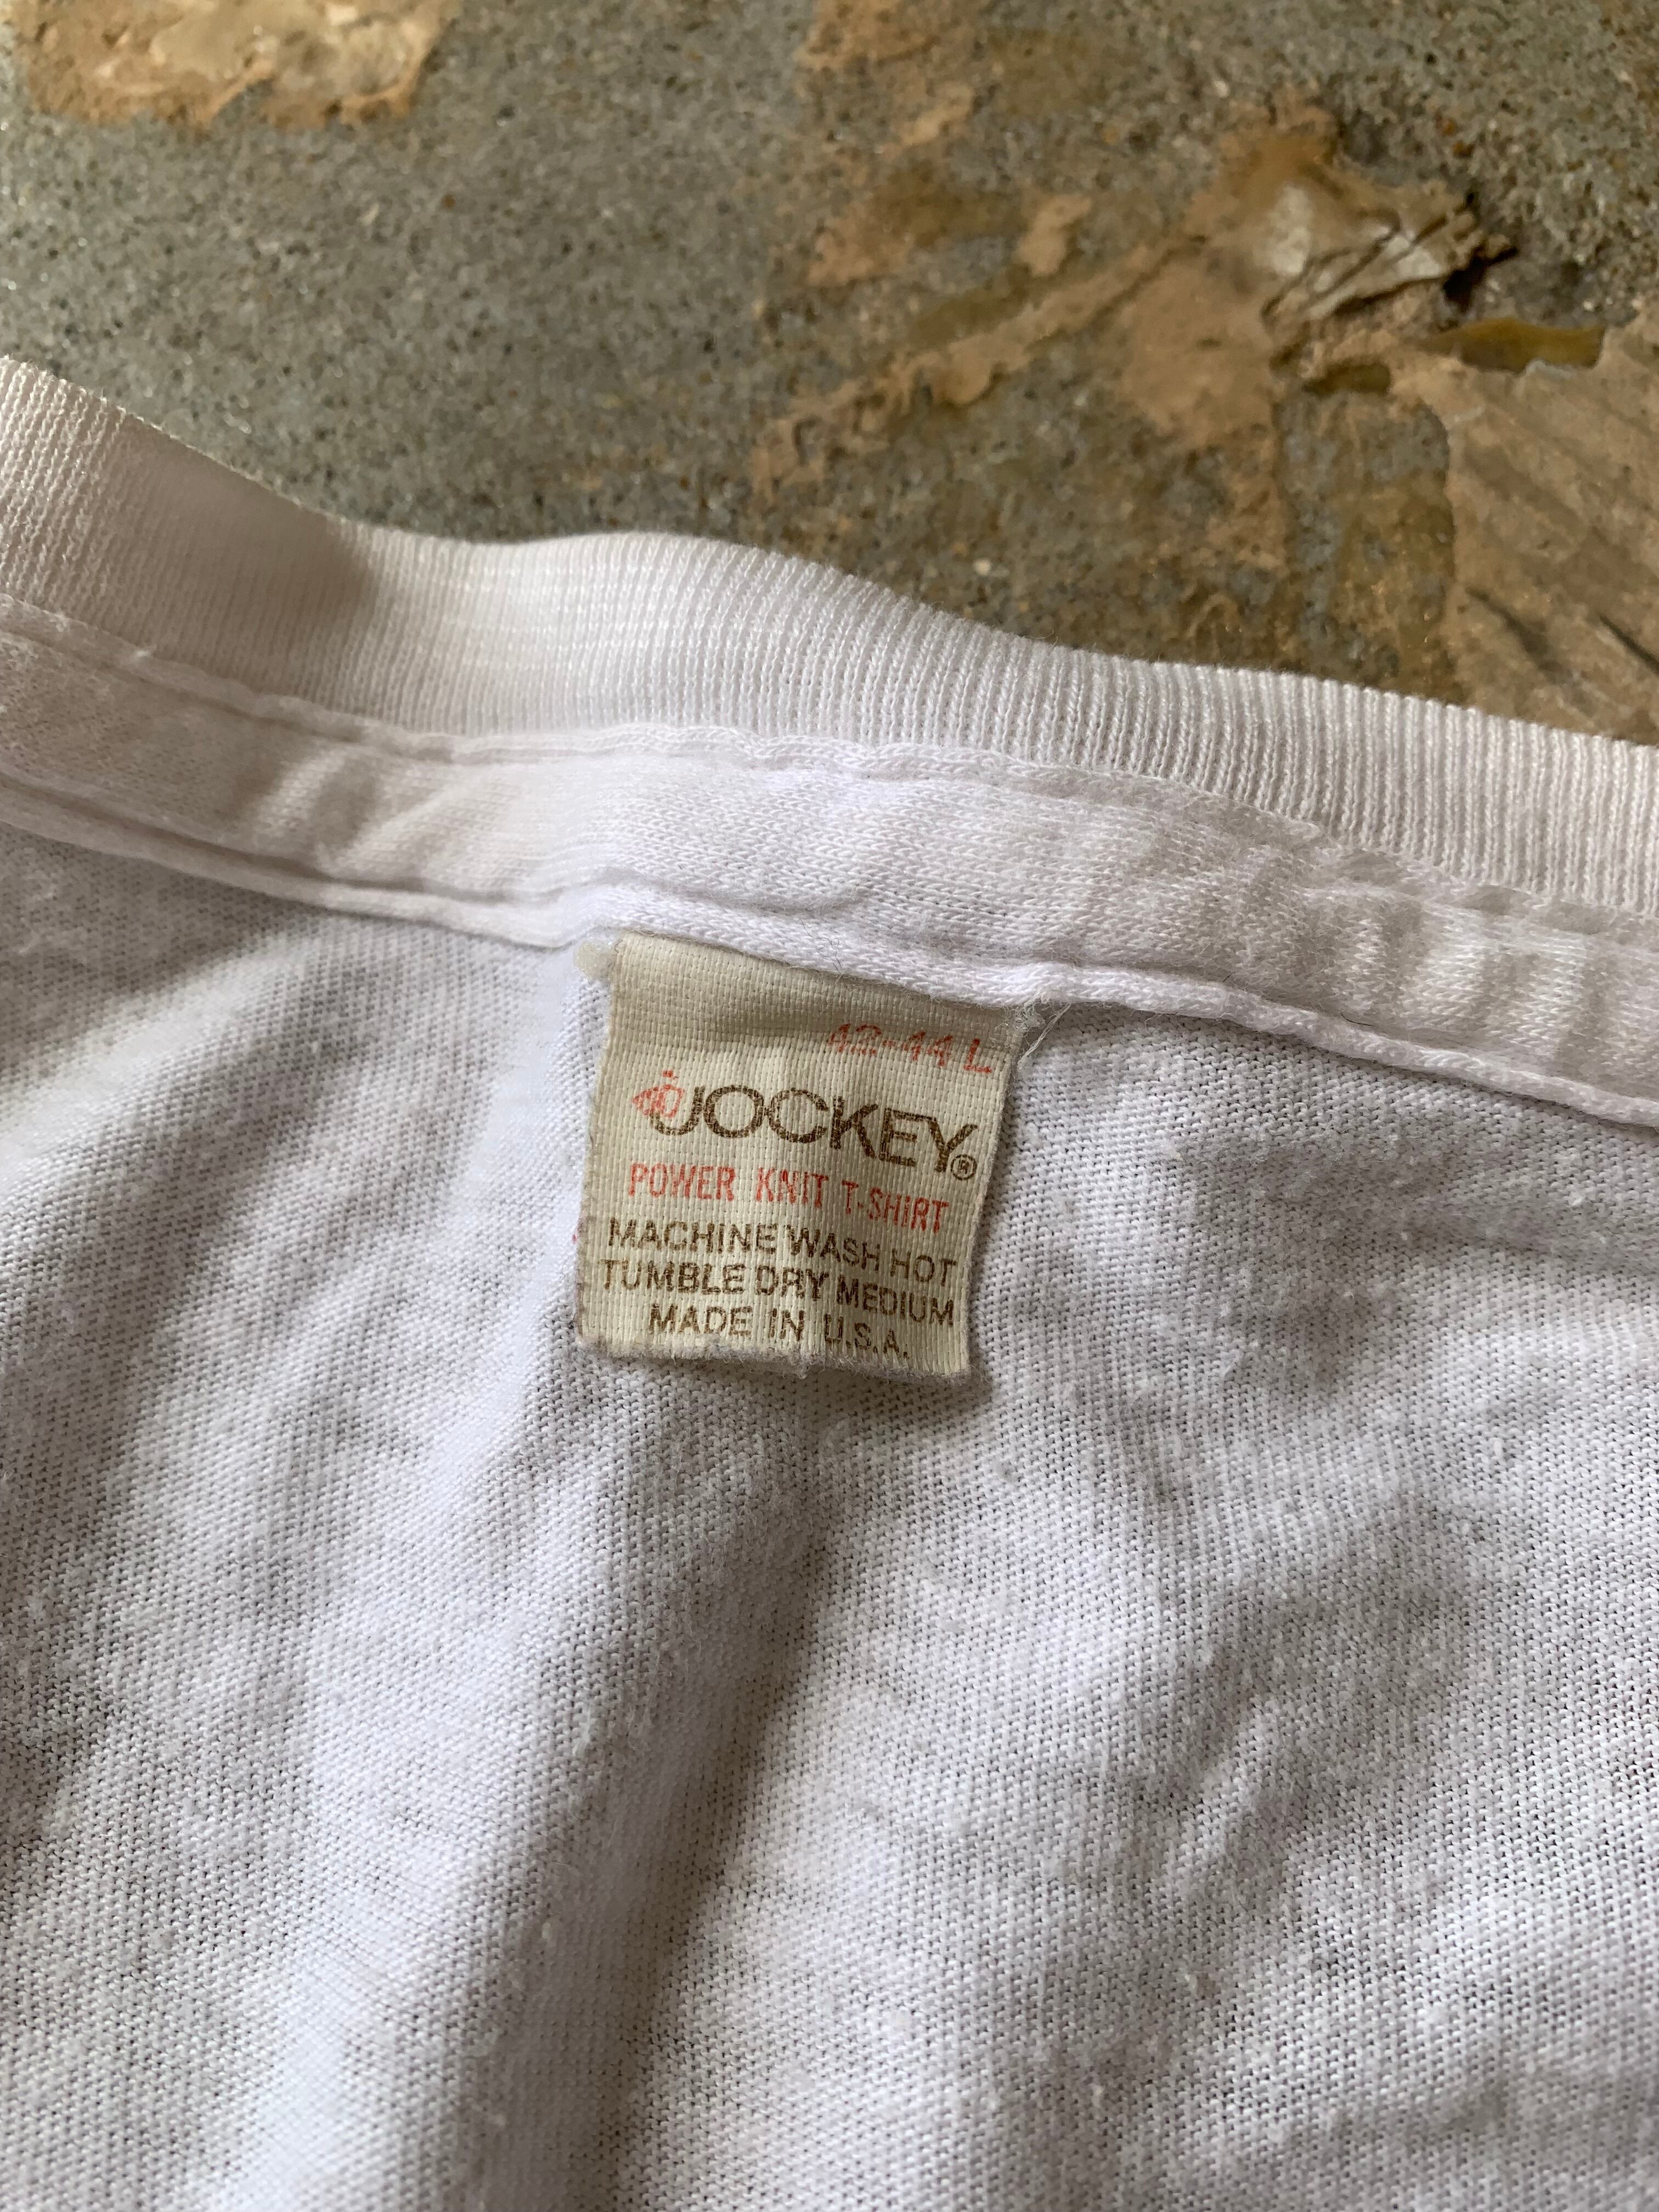 42-44 L
JOCKEY®
POWER KNIT T-SHIRT
MACHINE WASH HOT
TUMBLE DRY MEDIUM
MADE IN U.S.A.